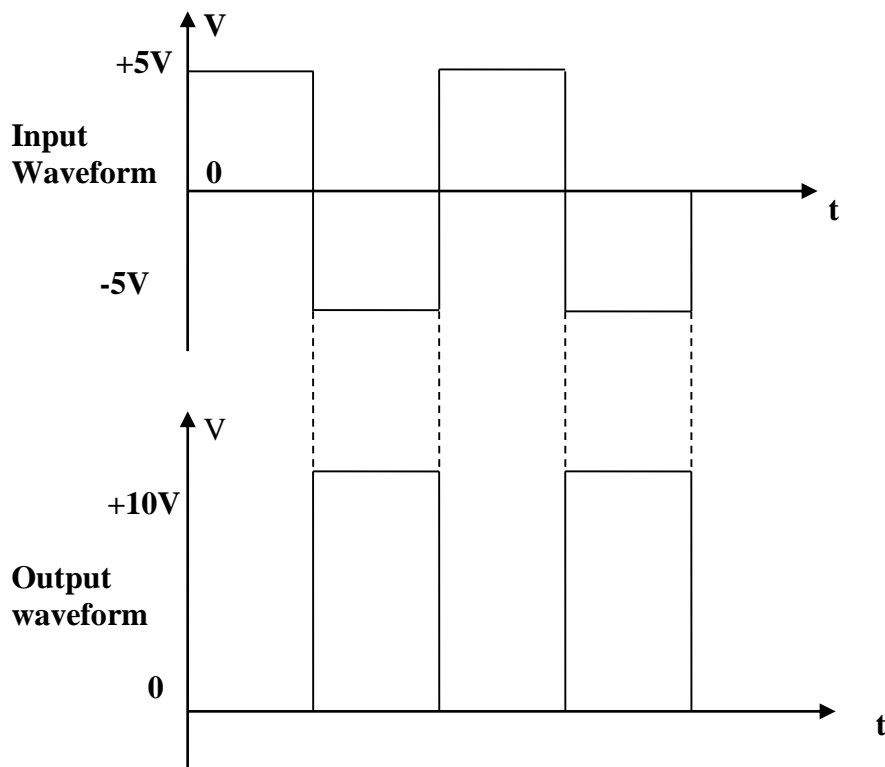 V
+5V
Input
Waveform
0
t
-5V
V
+10V
Output
waveform
0
t